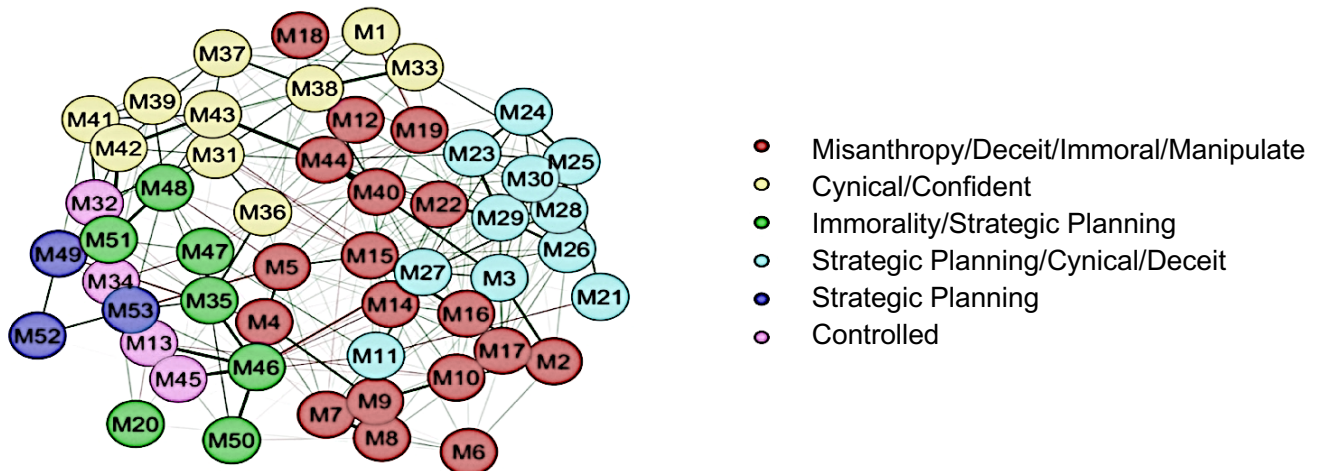 M18
M1
M37
M33
M38
M39
M43
M41
M12
M24
M19
M42
M31
M44
M23
M25
M30
M48
M40
M32
M22
M28
M36
M29
M51
M47
M26
M49
M15
M5
M34
M27
M3
M21
M35
M14
M53
M16
M4
M52
M13
M17
M11
M2
M46
M45
M10
M9
M7
M20
M50
M8
M6
Misanthropy/Deceit/Immoral/Manipulate
Cynical/Confident
Immorality/Strategic Planning
Strategic Planning/Cynical/Deceit
Strategic Planning
Controlled